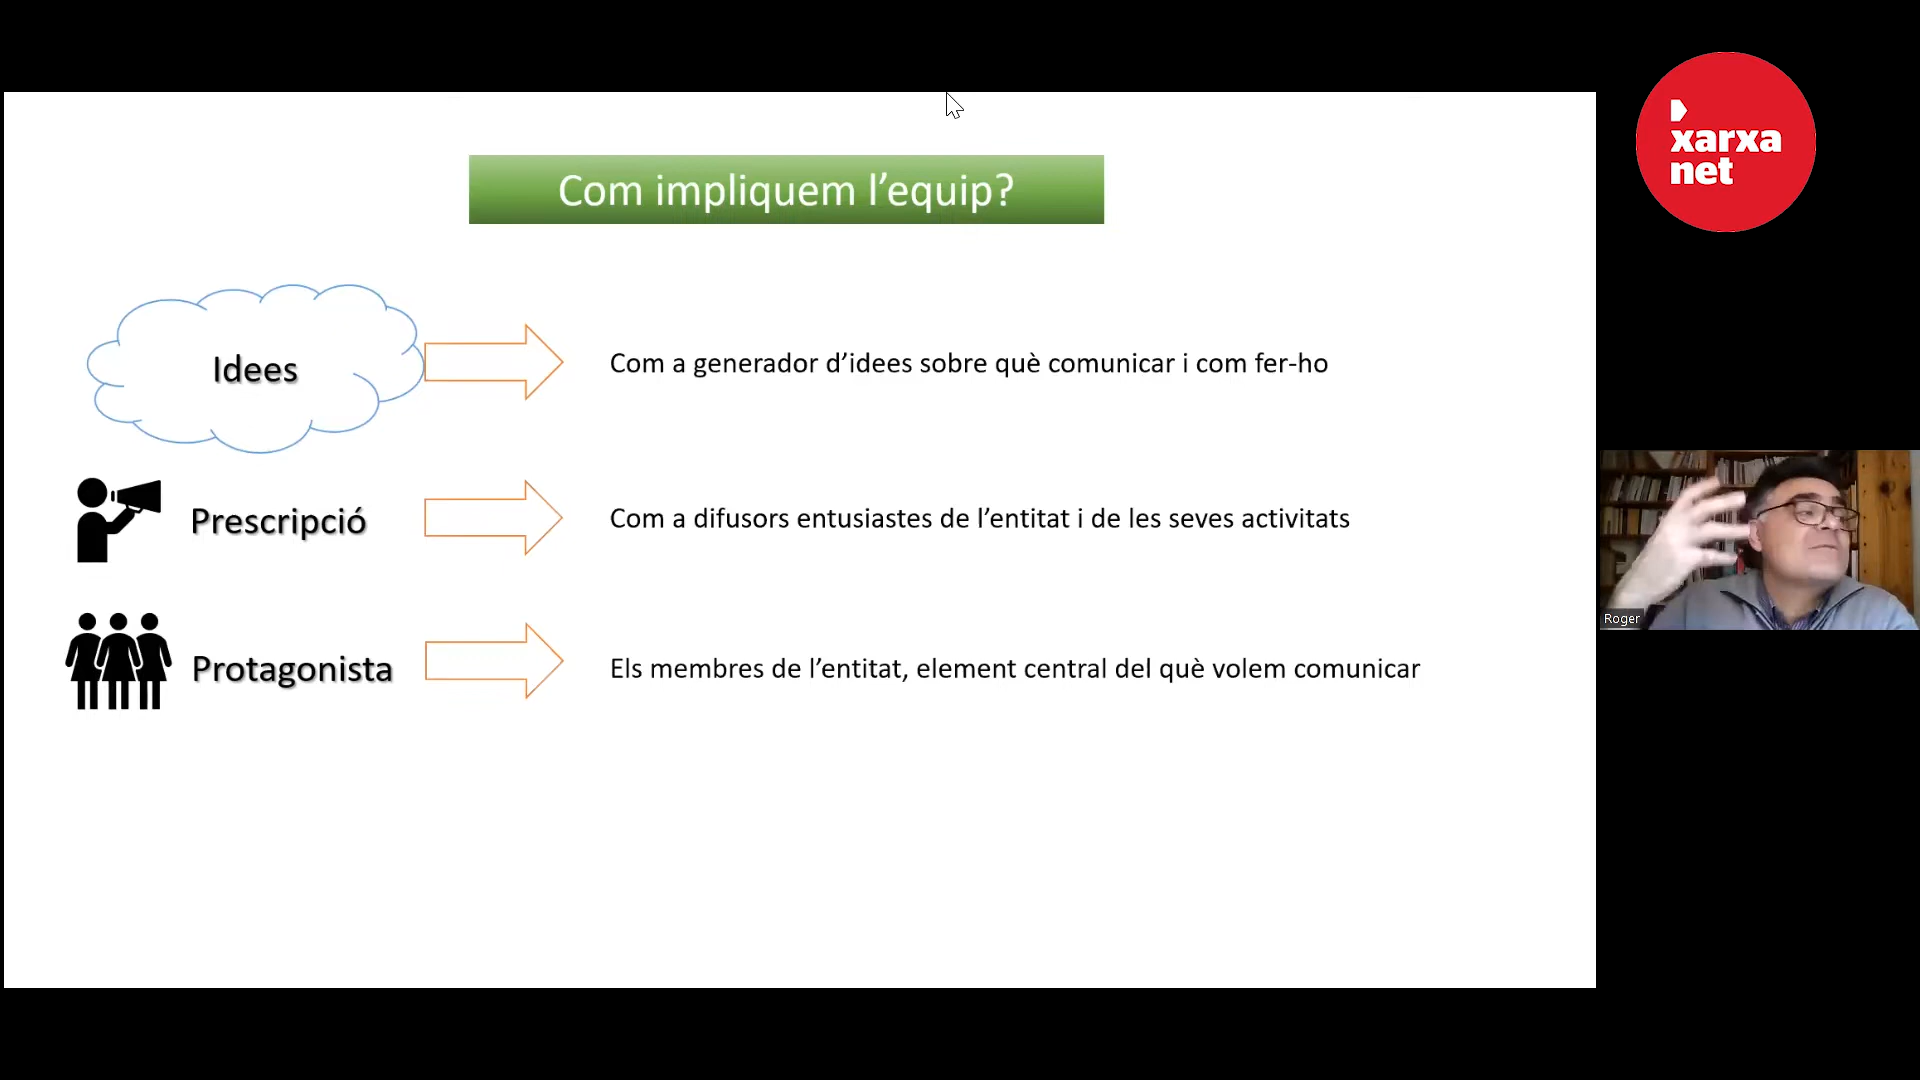 Com impliquem l’equip?
Idees
Com a generador d’idees sobre què comunicar i com fer-ho
Prescripció
Com a difusors entusiastes de l’entitat i de les seves activitats
Protagonista
Els membres de l’entitat, element central del què volem comunicar
xarxa
net
Roger